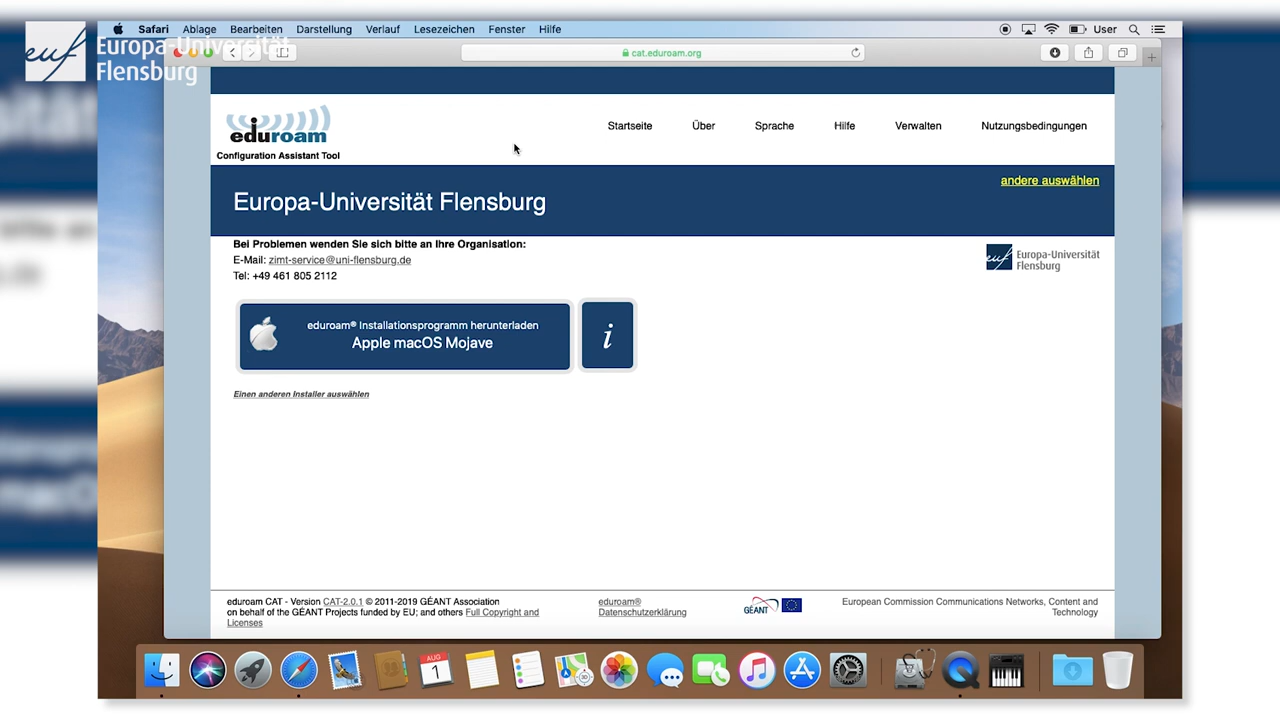 Safari Ablage Bearbeiten Darstellung Verlauf Lesezeichen Fenster Hilfe User
euf Europa-Universität
Flensburg
cat.eduroam.org
eduroam
Configuration Assistant Tool
Startseite Über Sprache Hilfe Verwalten Nutzungsbedingungen
andere auswählen
Europa-Universität Flensburg
Bei Problemen wenden Sie sich bitte an Ihre Organisation:
E-Mail: zimt-service@uni-flensburg.de
Tel: +49 461 805 2112
euf Europa-Universität
Flensburg
eduroam® Installationsprogramm herunterladen
Apple macOS Mojave
i
Einen anderen Installer auswählen
eduroam CAT - Version CAT-2.0.1 © 2011-2019 GÉANT Association
on behalf of the GÉANT Projects funded by EU; and others Full Copyright and
Licenses
eduroam®
Datenschutzerklärung
GÉANT
European Commission Communications Networks, Content and
Technology
AUG
1
3D